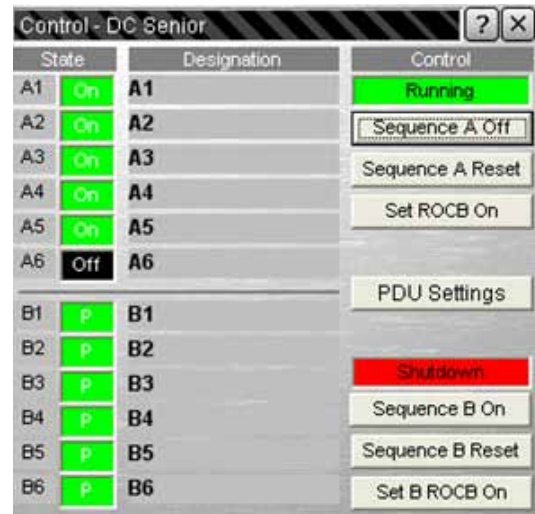 Control - DC Senior ? X
State Designation Control
A1 On A1 Running
A2 On A2 Sequence A Off
A3 On A3 Sequence A Reset
A4 On A4 Set ROCB On
A5 On A5
A6 Off A6
PDU Settings
B1 P B1
B2 P B2
B3 P B3 Shutdown
B4 P B4 Sequence B On
B5 P B5 Sequence B Reset
B6 P B6 Set B ROCB On